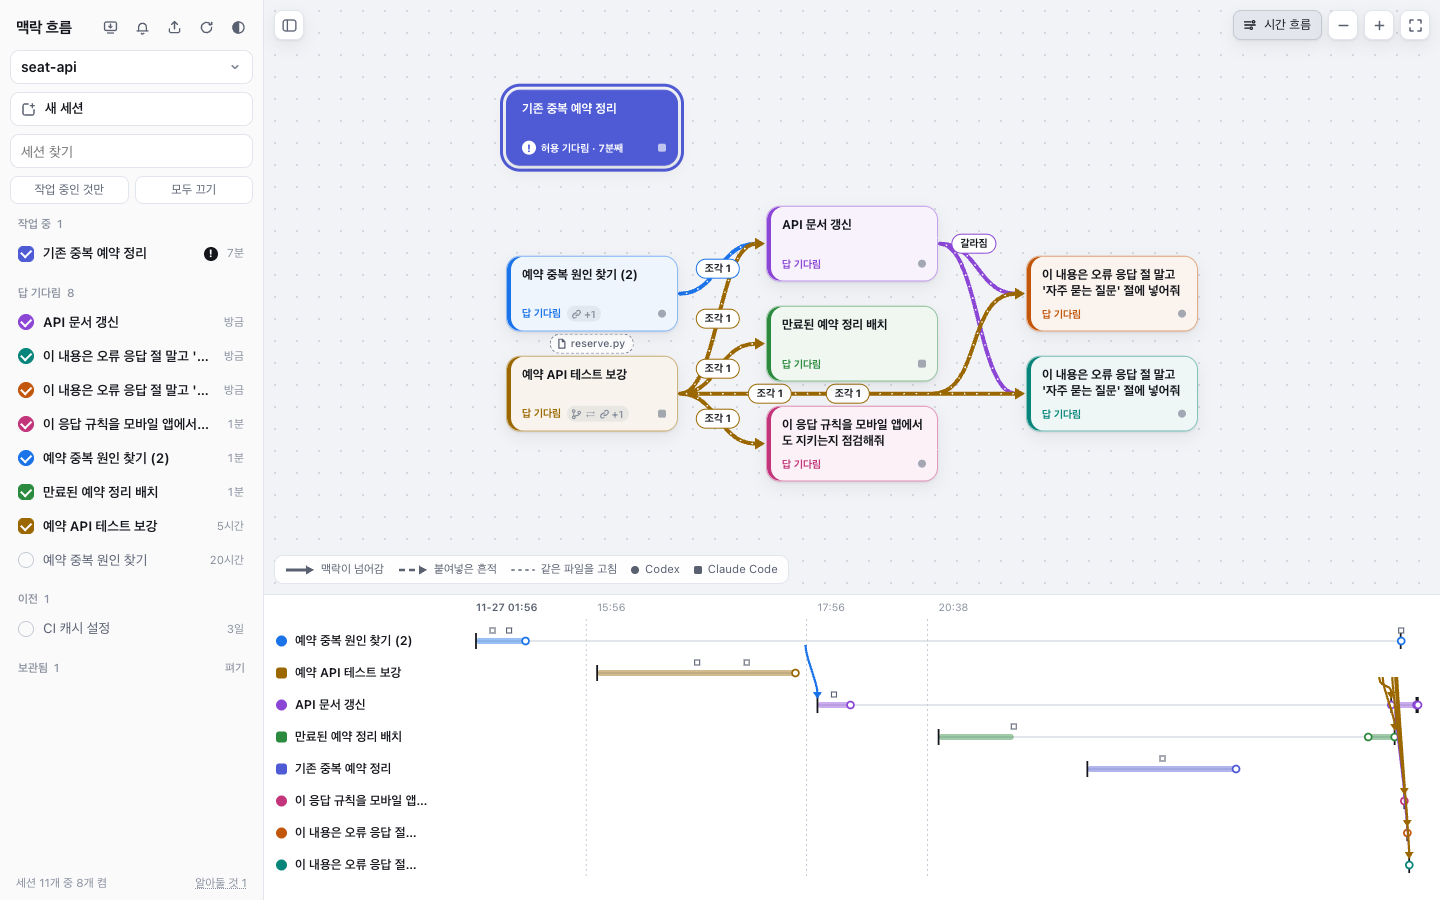 맥락 흐름
seat-api
새 세션
세션 찾기
작업 중인 것만
모두 끄기
작업 중 1
기존 중복 예약 정리
7분
답 기다림 8
API 문서 갱신
방금
이 내용은 오류 응답 절 말고 '...
방금
이 내용은 오류 응답 절 말고 '...
방금
이 응답 규칙을 모바일 앱에서...
1분
예약 중복 원인 찾기 (2)
1분
만료된 예약 정리 배치
1분
예약 API 테스트 보강
5시간
예약 중복 원인 찾기
20시간
이전 1
CI 캐시 설정
3일
보관됨 1
펴기
세션 11개 중 8개 켬
알아둘 것 1
시간 흐름
기존 중복 예약 정리
허용 기다림 · 7분째
예약 중복 원인 찾기 (2)
답 기다림
+1
reserve.py
예약 API 테스트 보강
답 기다림
+1
조각 1
조각 1
조각 1
조각 1
조각 1
조각 1
API 문서 갱신
답 기다림
만료된 예약 정리 배치
답 기다림
이 응답 규칙을 모바일 앱에서
도 지키는지 점검해줘
답 기다림
갈라짐
이 내용은 오류 응답 절 말고
'자주 묻는 질문' 절에 넣어줘
답 기다림
이 내용은 오류 응답 절 말고
'자주 묻는 질문' 절에 넣어줘
답 기다림
맥락이 넘어감
붙여넣은 흔적
같은 파일을 고침
Codex
Claude Code
11-27 01:56
15:56
17:56
20:38
예약 중복 원인 찾기 (2)
예약 API 테스트 보강
API 문서 갱신
만료된 예약 정리 배치
기존 중복 예약 정리
이 응답 규칙을 모바일 앱...
이 내용은 오류 응답 절...
이 내용은 오류 응답 절...